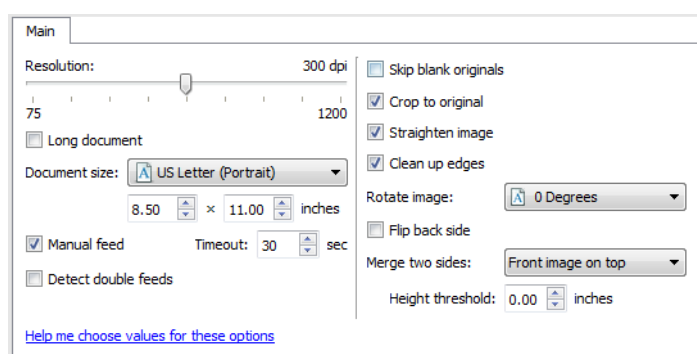 Main
Resolution: 300 dpi
75 1200
Long document
Document size: US Letter (Portrait)
8.50 × 11.00 inches
Manual feed Timeout: 30 sec
Detect double feeds
Help me choose values for these options
Skip blank originals
Crop to original
Straighten image
Clean up edges
Rotate image: 0 Degrees
Flip back side
Merge two sides: Front image on top
Height threshold: 0.00 inches